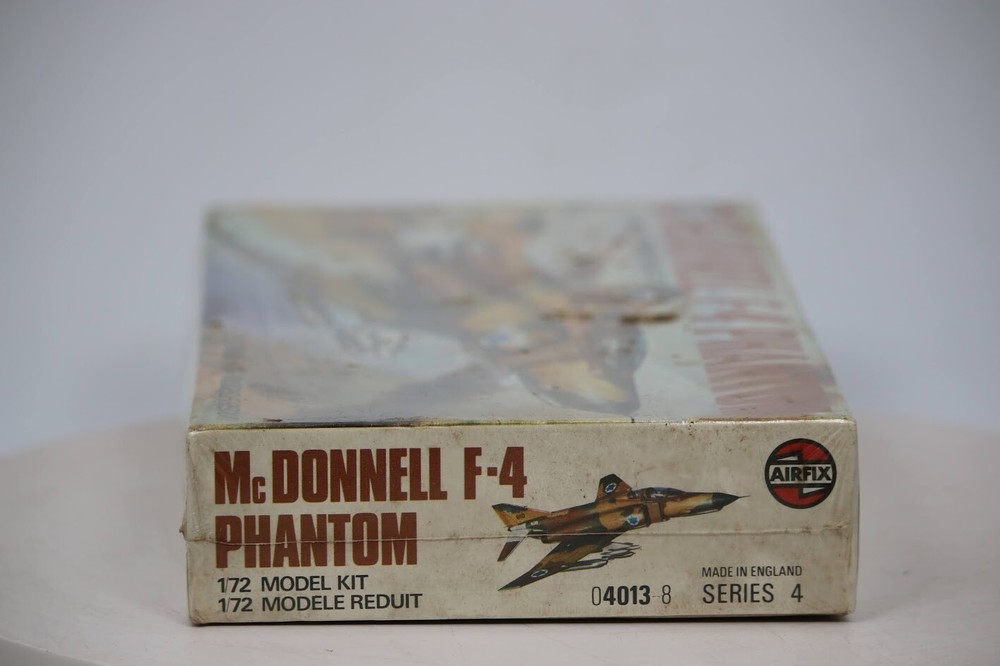 McDONNELL F-4
PHANTOM
1/72 MODEL KIT
1/72 MODELE REDUIT
04013-8
AIRFIX
MADE IN ENGLAND
SERIES 4